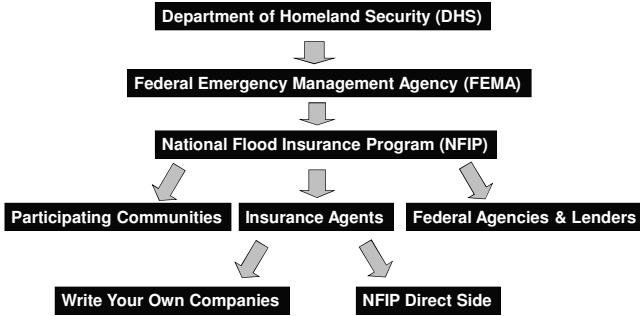 Department of Homeland Security (DHS)
Federal Emergency Management Agency (FEMA)
National Flood Insurance Program (NFIP)
Participating Communities
Insurance Agents
Federal Agencies & Lenders
Write Your Own Companies
NFIP Direct Side